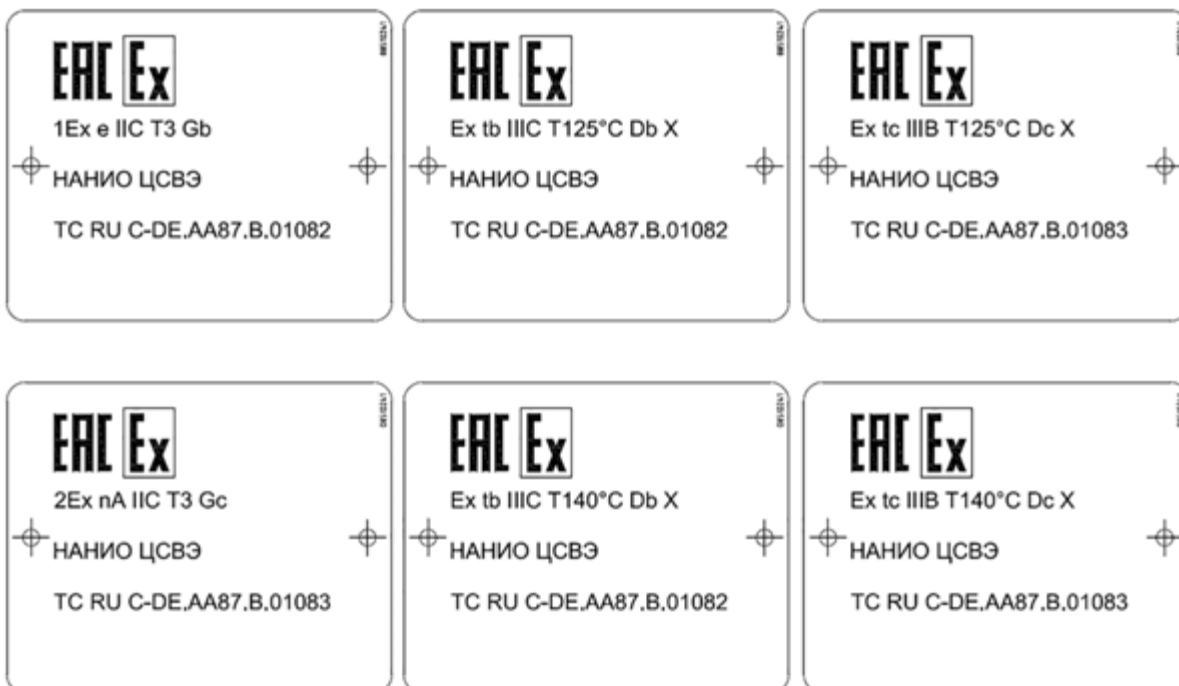 EAC Ex
1Ex e IIC T3 Gb
НАНИО ЦСВЭ
TC RU C-DE.AA87.B.01082
EAC Ex
Ex tb IIIC T125°C Db X
НАНИО ЦСВЭ
TC RU C-DE.AA87.B.01082
EAC Ex
Ex tc IIIB T125°C Dc X
НАНИО ЦСВЭ
TC RU C-DE.AA87.B.01083
EAC Ex
2Ex nA IIC T3 Gc
НАНИО ЦСВЭ
TC RU C-DE.AA87.B.01083
EAC Ex
Ex tb IIIC T140°C Db X
НАНИО ЦСВЭ
TC RU C-DE.AA87.B.01082
EAC Ex
Ex tc IIIB T140°C Dc X
НАНИО ЦСВЭ
TC RU C-DE.AA87.B.01083